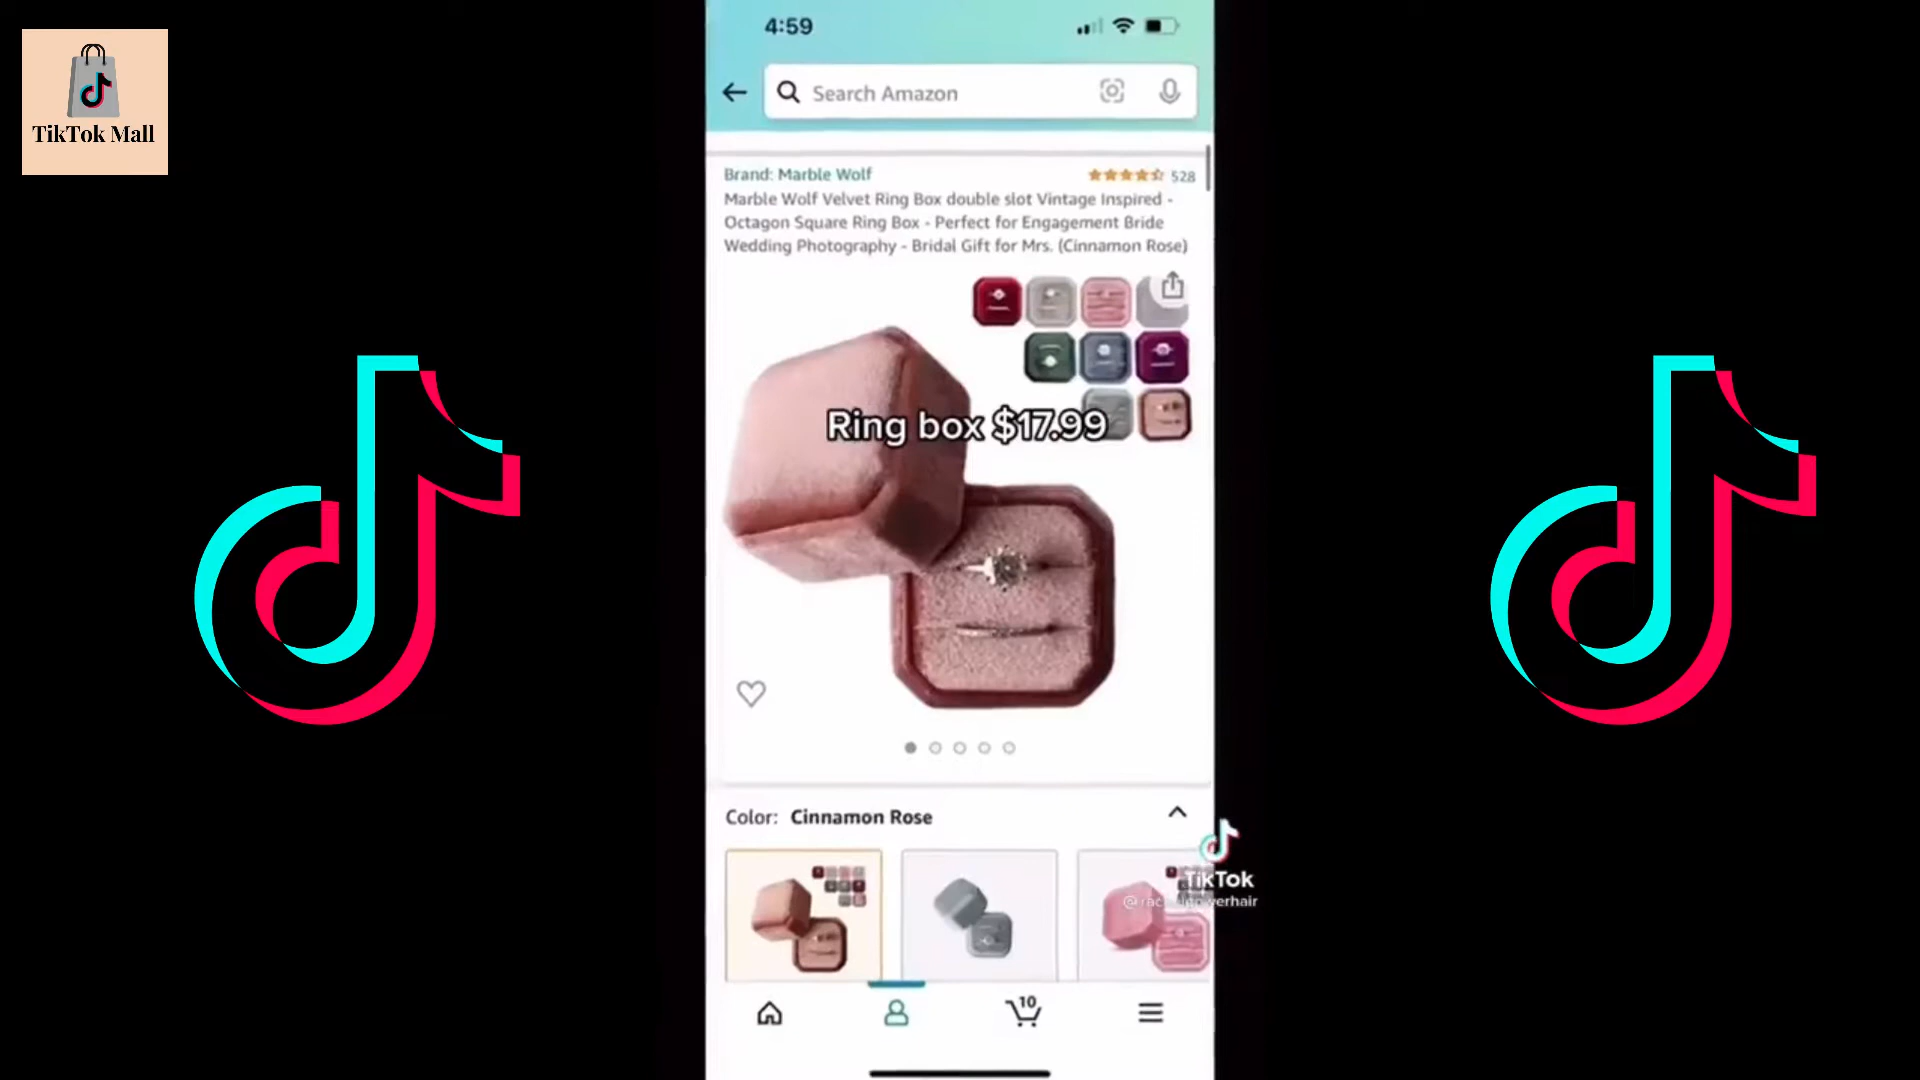 TikTok Mall
4:59
Search Amazon
Brand: Marble Wolf
528
Marble Wolf Velvet Ring Box double slot Vintage Inspired -
Octagon Square Ring Box - Perfect for Engagement Bride
Wedding Photography - Bridal Gift for Mrs. (Cinnamon Rose)
Ring box $17.99
Color: Cinnamon Rose
TikTok
10